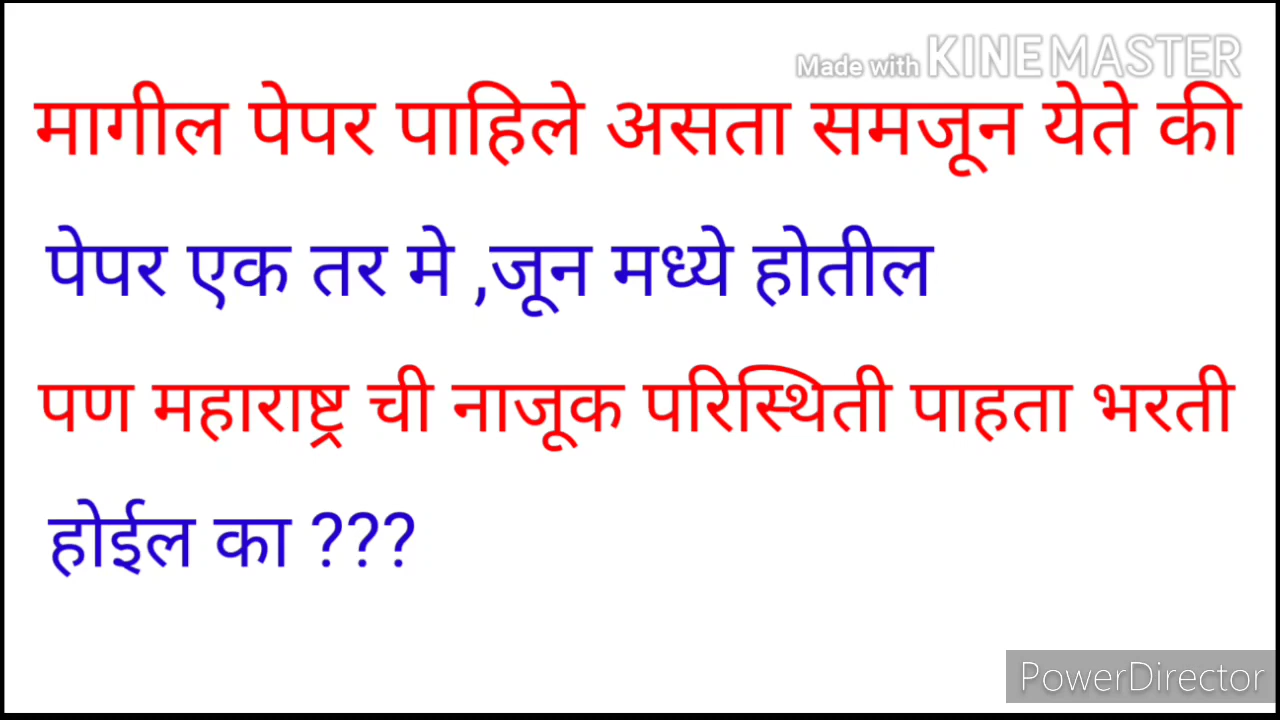 Made with KINEMASTER
मागील पेपर पाहिले असता समजून येते की
पेपर एक तर मे ,जून मध्ये होतील
पण महाराष्ट्र ची नाजूक परिस्थिती पाहता भरती
होईल का ???
PowerDirector